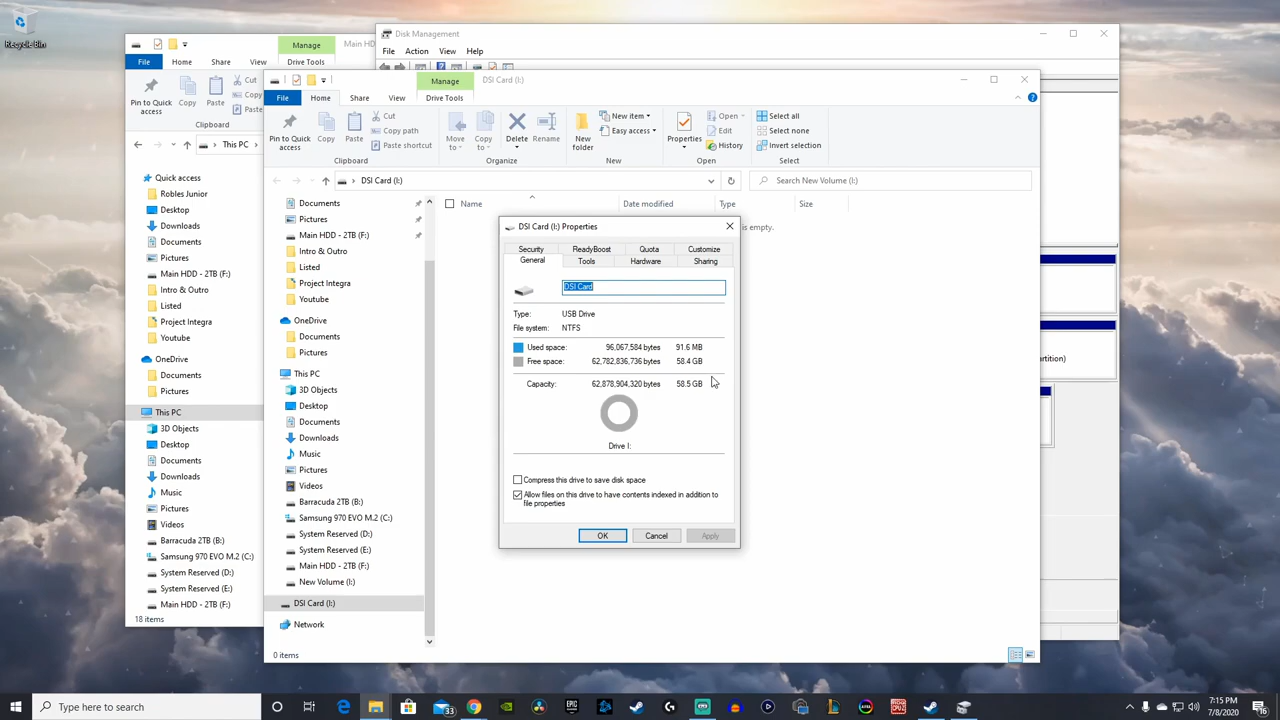 Recycle Bin
Disk Management
File Action View Help
Manage
Main HD
File Home Share View Drive Tools
Pin to Quick access
Copy
Paste
Cut
Copy
Paste
Clipboard
This PC
Quick access
Robles Junior
Desktop
Downloads
Documents
Pictures
Main HDD - 2TB (F:)
Intro & Outro
Listed
Project Integra
Youtube
OneDrive
Documents
Pictures
This PC
3D Objects
Desktop
Documents
Downloads
Music
Pictures
Videos
Barracuda 2TB (B:)
Samsung 970 EVO M.2 (C:)
System Reserved (D:)
System Reserved (E:)
Main HDD - 2TB (F:)
18 items
Manage
DSI Card (I:)
File Home Share View Drive Tools
Pin to Quick access
Copy
Paste
Cut
Copy path
Paste shortcut
Clipboard
Move to
Copy to
Delete
Rename
Organize
New folder
New item
Easy access
New
Properties
Open
Edit
History
Open
Select all
Select none
Invert selection
Select
DSI Card (I:)
Search New Volume (I:)
Documents
Pictures
Main HDD - 2TB (F:)
Intro & Outro
Listed
Project Integra
Youtube
OneDrive
Documents
Pictures
This PC
3D Objects
Desktop
Documents
Downloads
Music
Pictures
Videos
Barracuda 2TB (B:)
Samsung 970 EVO M.2 (C:)
System Reserved (D:)
System Reserved (E:)
Main HDD - 2TB (F:)
New Volume (I:)
DSI Card (I:)
Network
0 items
Name Date modified Type Size
is empty.
DSI Card (I:) Properties
Security ReadyBoost Quota Customize
General Tools Hardware Sharing
DSI Card
Type: USB Drive
File system: NTFS
Used space: 96,067,584 bytes 91.6 MB
Free space: 62,782,836,736 bytes 58.4 GB
Capacity: 62,878,904,320 bytes 58.5 GB
Drive I:
Compress this drive to save disk space
Allow files on this drive to have contents indexed in addition to
file properties
OK Cancel Apply
artition)
Type here to search
33
EPIC
7:15 PM
7/8/2020
16